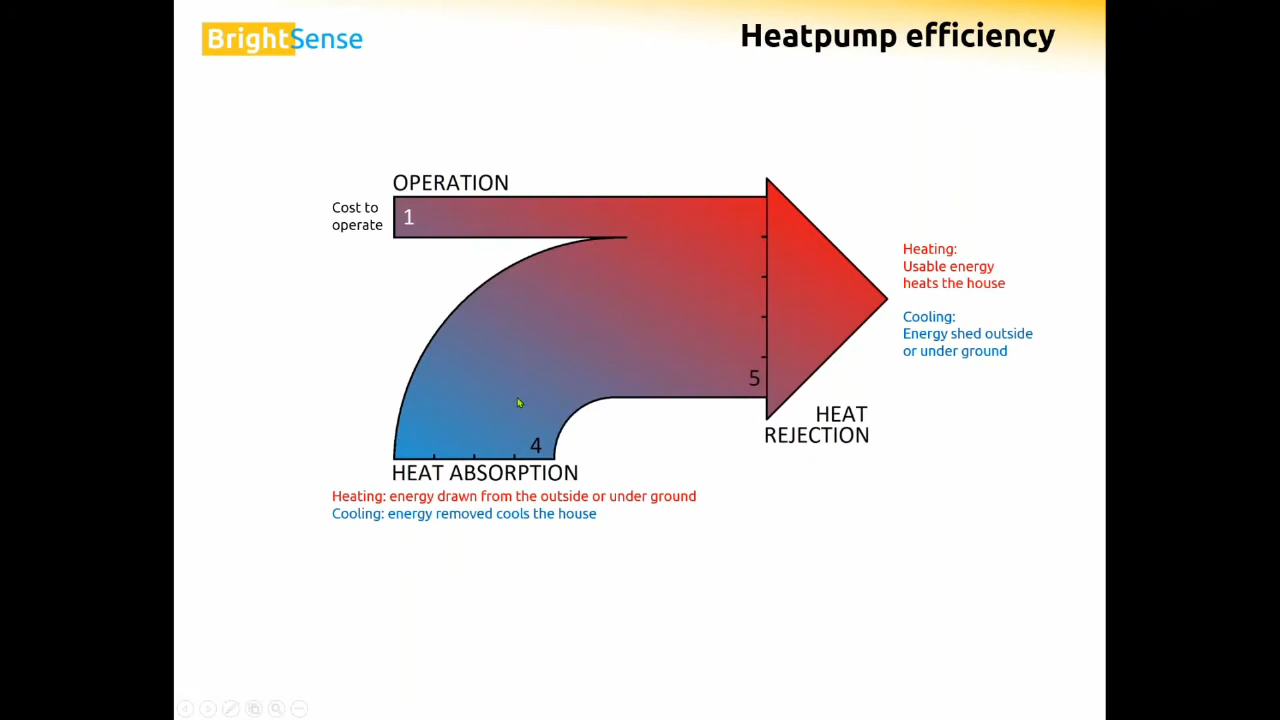 BrightSense
Heatpump efficiency
OPERATION
Cost to
operate
1
Heating:
Usable energy
heats the house
Cooling:
Energy shed outside
or under ground
5
HEAT
REJECTION
4
HEAT ABSORPTION
Heating: energy drawn from the outside or under ground
Cooling: energy removed cools the house